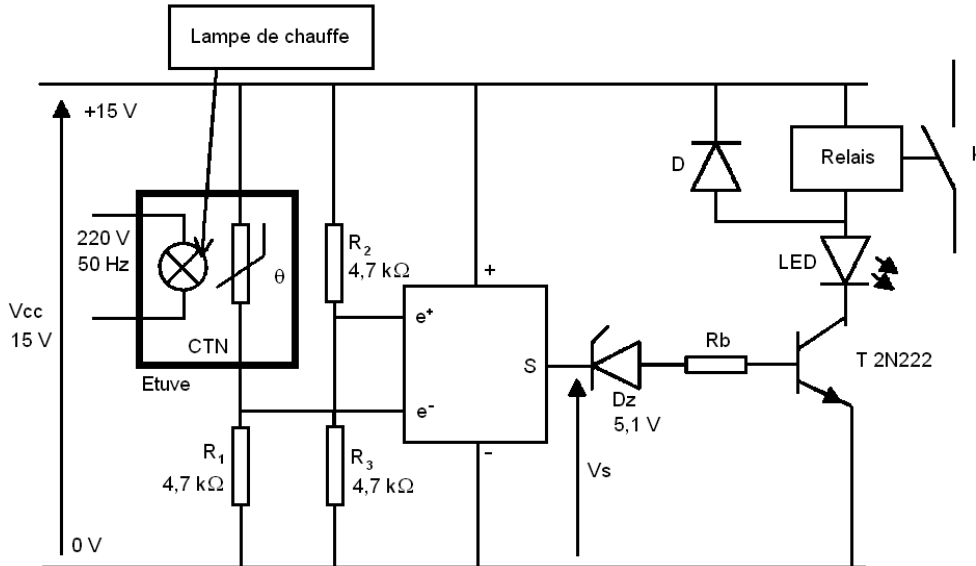 Lampe de chauffe
+15 V
D
Relais
K
220 V
50 Hz
θ
R2
4,7 kΩ
+
LED
Vcc
15 V
e+
CTN
S
Rb
T 2N222
Etuve
e-
Dz
5,1 V
R1
4,7 kΩ
R3
4,7 kΩ
-
Vs
0 V